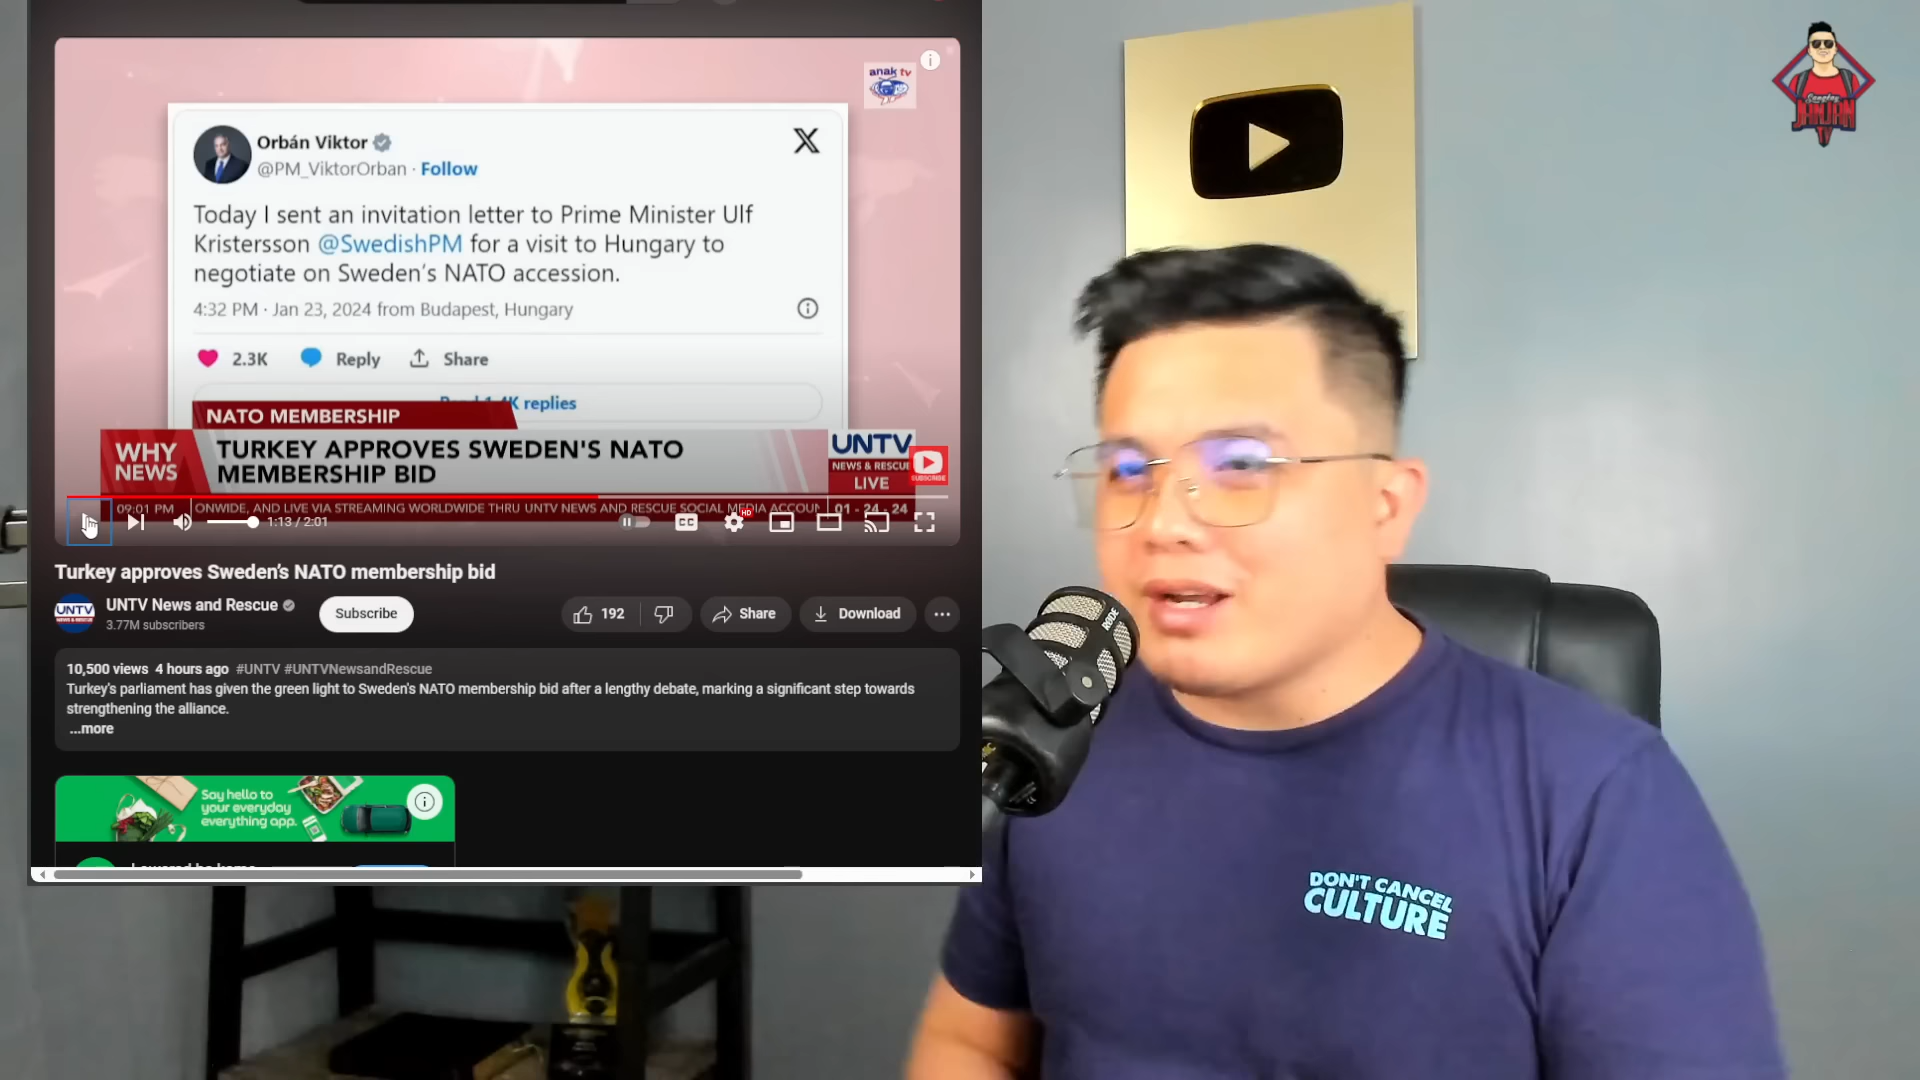 anak tv
Orbán Viktor
@PM_ViktorOrban · Follow
Today I sent an invitation letter to Prime Minister Ulf
Kristersson @SwedishPM for a visit to Hungary to
negotiate on Sweden's NATO accession.
4:32 PM · Jan 23, 2024 from Budapest, Hungary
2.3K Reply Share
K replies
NATO MEMBERSHIP
WHY
NEWS
TURKEY APPROVES SWEDEN'S NATO
MEMBERSHIP BID
UNTV
NEWS & RESCUE
LIVE
SUBSCRIBE
09:01 PM
ONWIDE, AND LIVE VIA STREAMING WORLDWIDE THRU UNTV NEWS AND RESCUE SOCIAL MEDIA ACCOUN
01 - 24 - 24
1:13 / 2:01
CC
HD
Turkey approves Sweden's NATO membership bid
UNTV
UNTV News and Rescue
3.77M subscribers
Subscribe
192
Share
Download
10,500 views 4 hours ago #UNTV #UNTVNewsandRescue
Turkey's parliament has given the green light to Sweden's NATO membership bid after a lengthy debate, marking a significant step towards
strengthening the alliance.
...more
Say hello to
your everyday
everything app.
JANJAN
TV
RODE
DON'T CANCEL
CULTURE